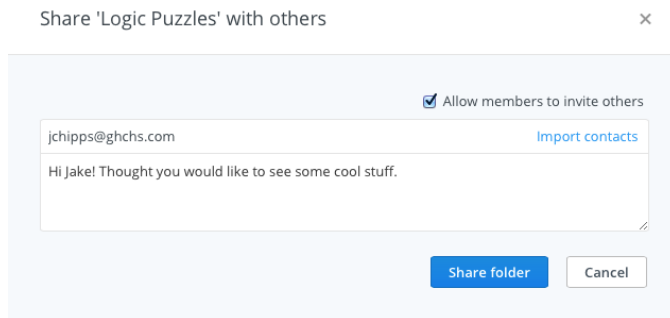 Share 'Logic Puzzles' with others
Allow members to invite others
jchipps@ghchs.com Import contacts
Hi Jake! Thought you would like to see some cool stuff.
Share folder Cancel